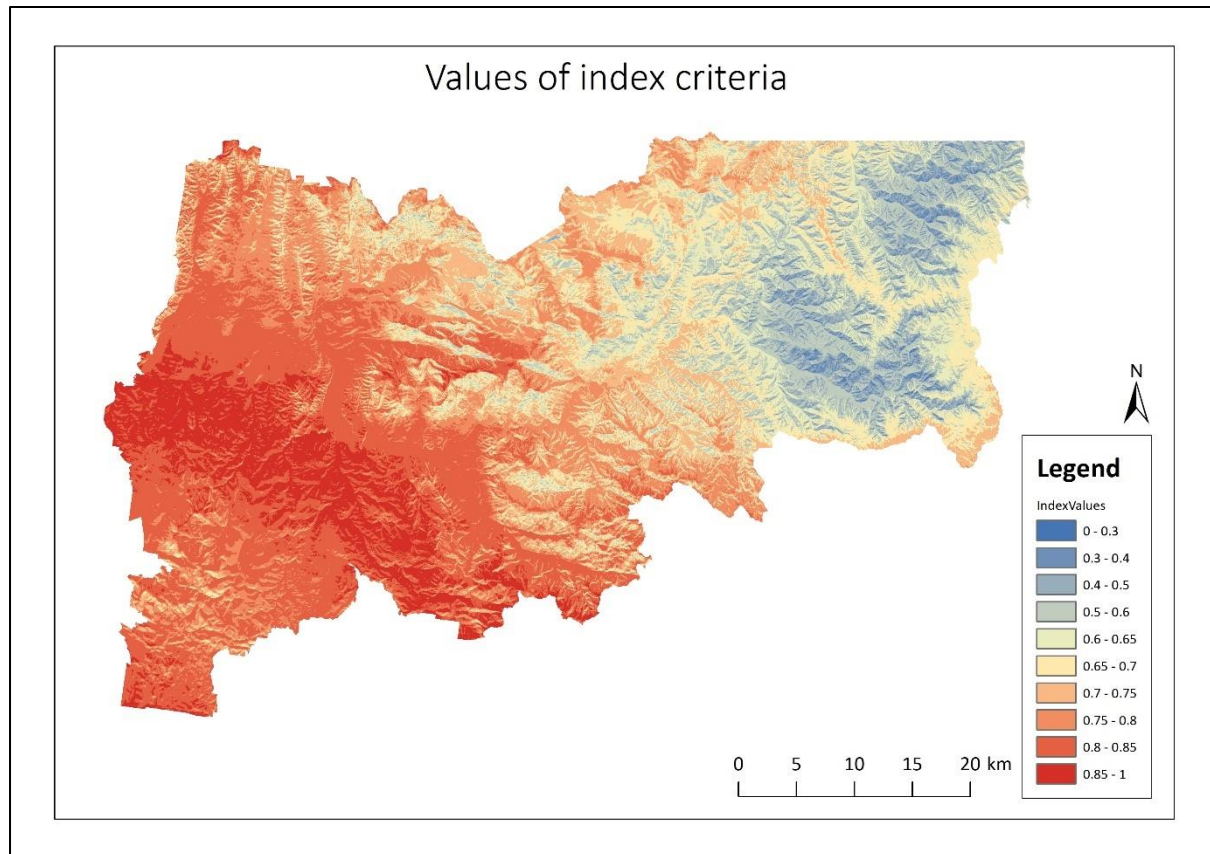 Values of index criteria
N
Legend
IndexValues
0 - 0.3
0.3 - 0.4
0.4 - 0.5
0.5 - 0.6
0.6 - 0.65
0.65 - 0.7
0.7 - 0.75
0.75 - 0.8
0.8 - 0.85
0.85 - 1
0 5 10 15 20 km